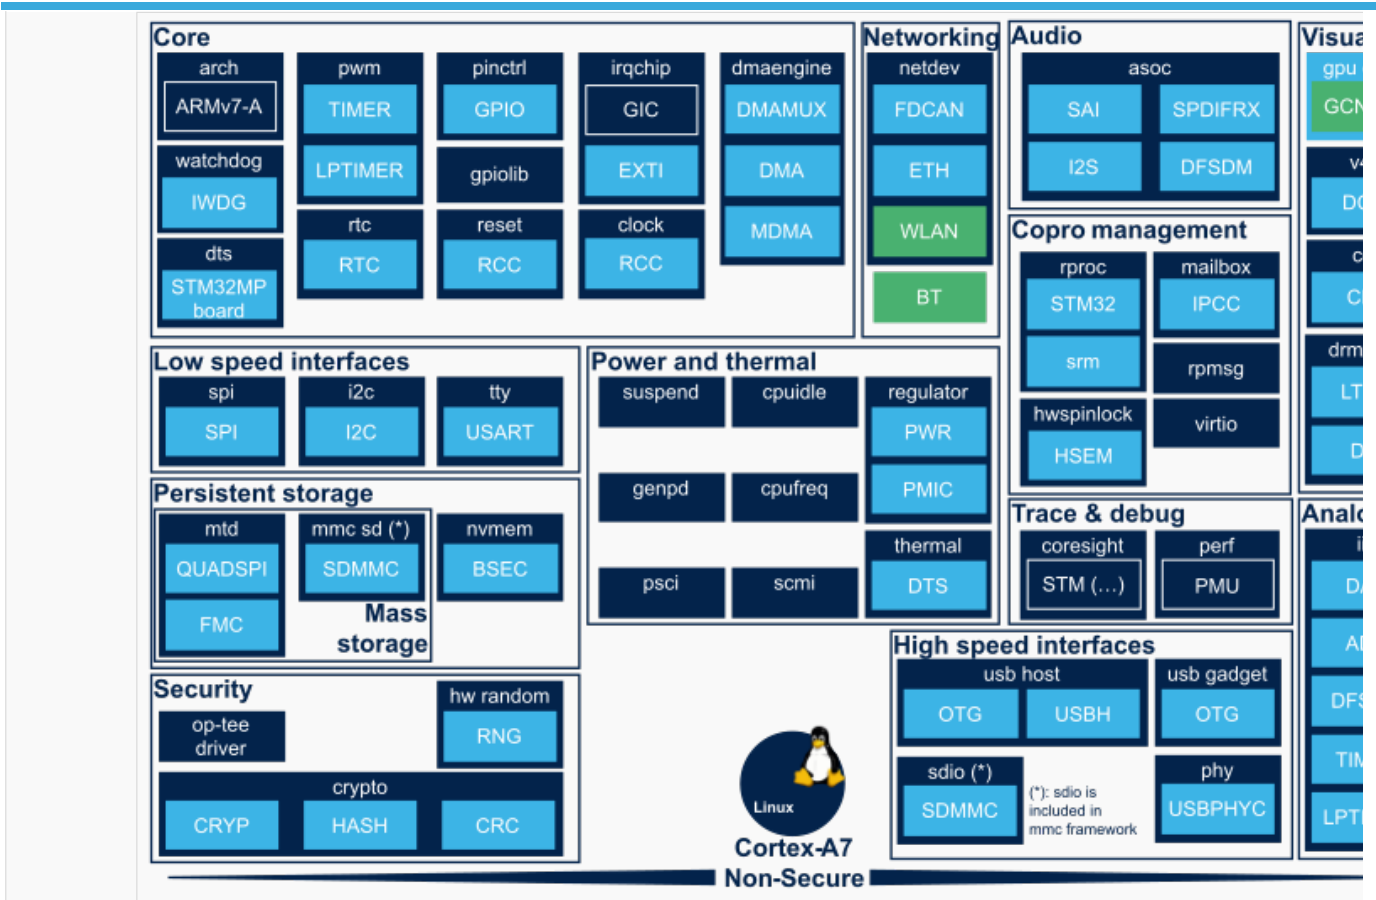 Core
arch
ARMv7-A
watchdog
IWDG
dts
STM32MP
board
pwm
TIMER
LPTIMER
rtc
RTC
pinctrl
GPIO
gpiolib
reset
RCC
irqchip
GIC
EXTI
clock
RCC
dmaengine
DMAMUX
DMA
MDMA
Networking
netdev
FDCAN
ETH
WLAN
BT
Audio
asoc
SAI
SPDIFRX
I2S
DFSDM
Copro management
rproc
STM32
srm
hwspinlock
HSEM
mailbox
IPCC
rpmsg
virtio
Low speed interfaces
spi
SPI
i2c
I2C
tty
USART
Power and thermal
suspend
cpuidle
genpd
cpufreq
psci
scmi
regulator
PWR
PMIC
thermal
DTS
Persistent storage
mtd
QUADSPI
FMC
mmc sd (*)
SDMMC
Mass
storage
nvmem
BSEC
Trace & debug
coresight
STM (...)
perf
PMU
Security
op-tee
driver
hw random
RNG
crypto
CRYP
HASH
CRC
High speed interfaces
usb host
OTG
USBH
usb gadget
OTG
sdio (*)
SDMMC
(*): sdio is
included in
mmc framework
phy
USBPHYC
Linux
Cortex-A7
Non-Secure
gpu